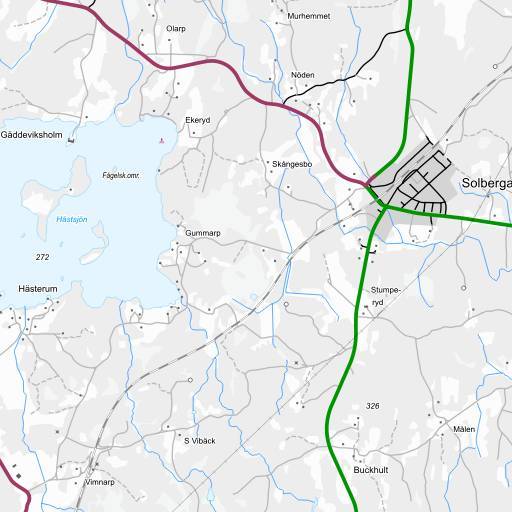 Murhemmet
Olarp
Nöden
Ekeryd
Gäddeviksholm
Skångesbo
Fågelsk.omr.
Solberga
Hästsjön
Gummarp
272
Hästerum
Stumpe-
ryd
326
Målen
S Vibäck
Buckhult
Vimnarp